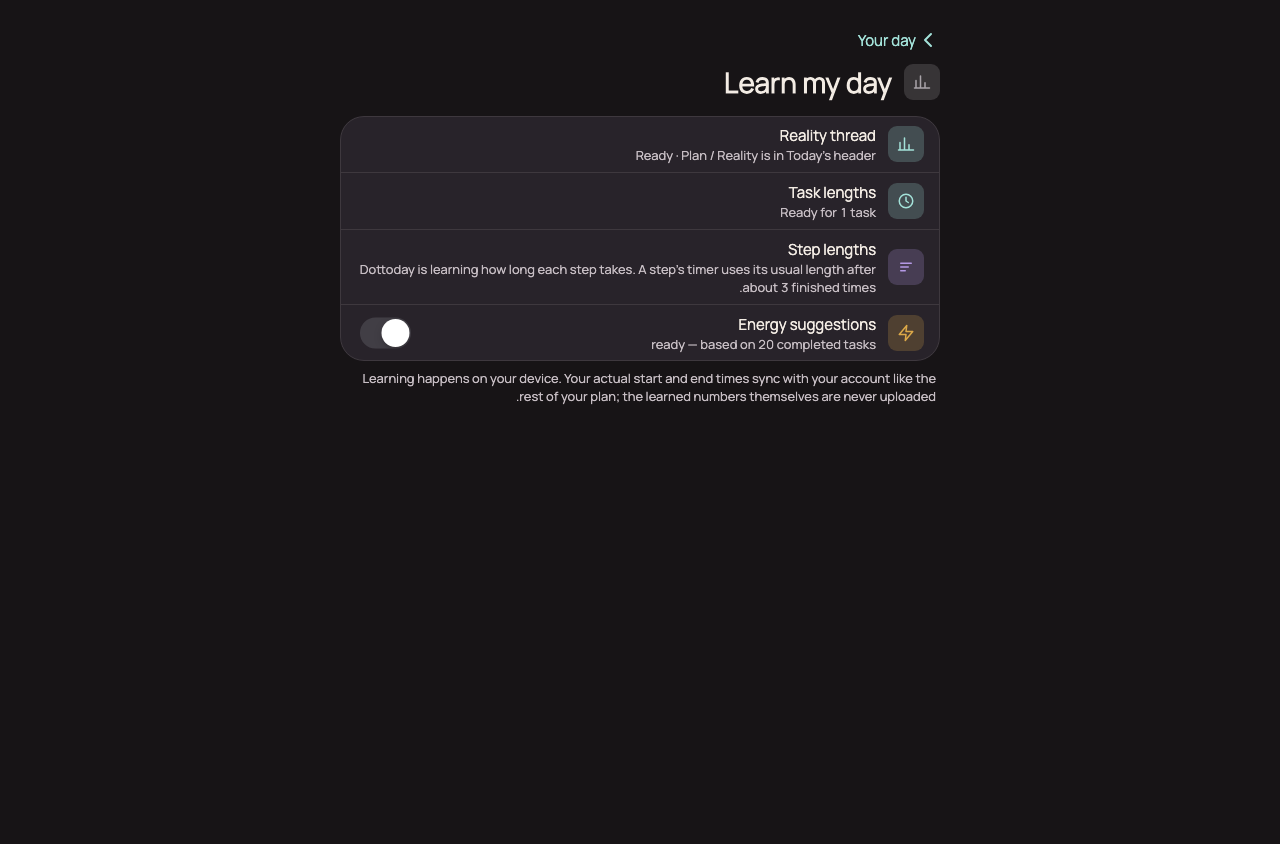 Your day
Learn my day
Reality thread
Ready · Plan / Reality is in Today's header
Task lengths
Ready for 1 task
Step lengths
Dottoday is learning how long each step takes. A step's timer uses its usual length after
.about 3 finished times
Energy suggestions
ready — based on 20 completed tasks
Learning happens on your device. Your actual start and end times sync with your account like the
.rest of your plan; the learned numbers themselves are never uploaded